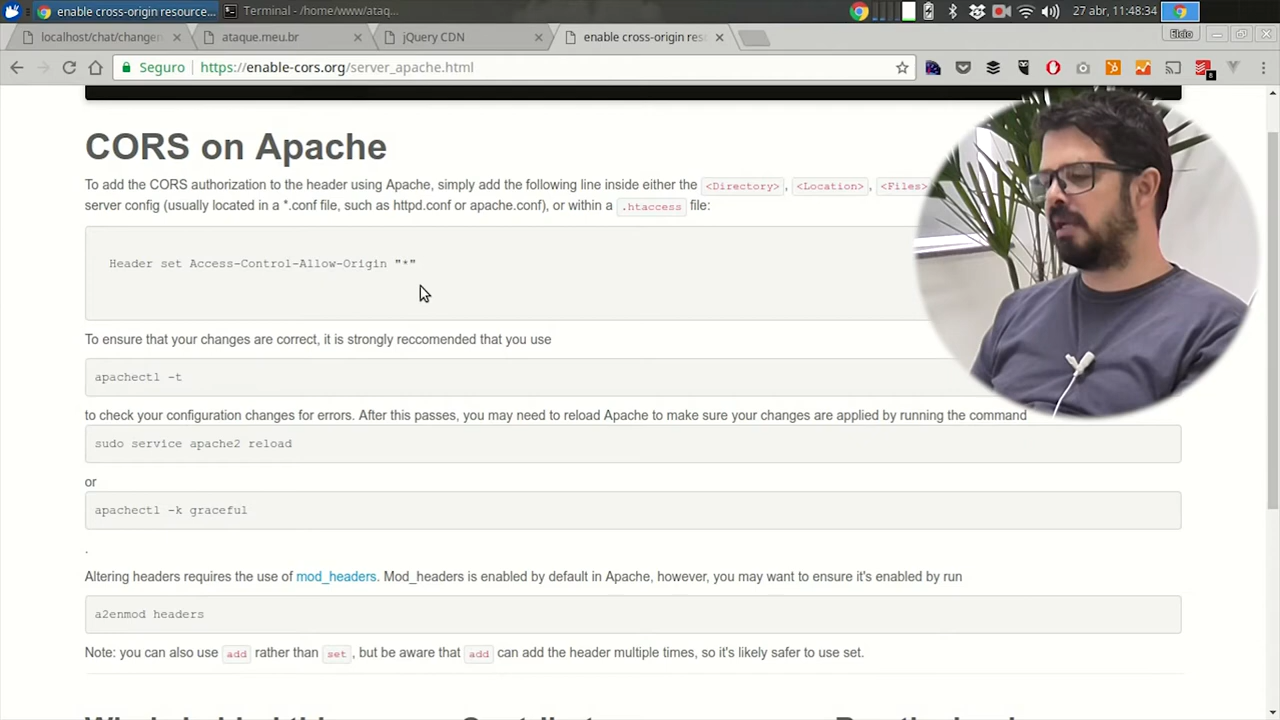 enable cross-origin resource...
Terminal - /home/www/ataq...
27 abr, 11:48:34
localhost/chat/changen
ataque.meu.br
jQuery CDN
enable cross-origin res
Elcio
Seguro
https://enable-cors.org/server_apache.html
8
CORS on Apache
To add the CORS authorization to the header using Apache, simply add the following line inside either the <Directory>, <Location>, <Files>
server config (usually located in a *.conf file, such as httpd.conf or apache.conf), or within a .htaccess file:
Header set Access-Control-Allow-Origin "*"
To ensure that your changes are correct, it is strongly reccomended that you use
apachectl -t
to check your configuration changes for errors. After this passes, you may need to reload Apache to make sure your changes are applied by running the command
sudo service apache2 reload
or
apachectl -k graceful
.
Altering headers requires the use of mod_headers. Mod_headers is enabled by default in Apache, however, you may want to ensure it's enabled by run
a2enmod headers
Note: you can also use add rather than set, but be aware that add can add the header multiple times, so it's likely safer to use set.